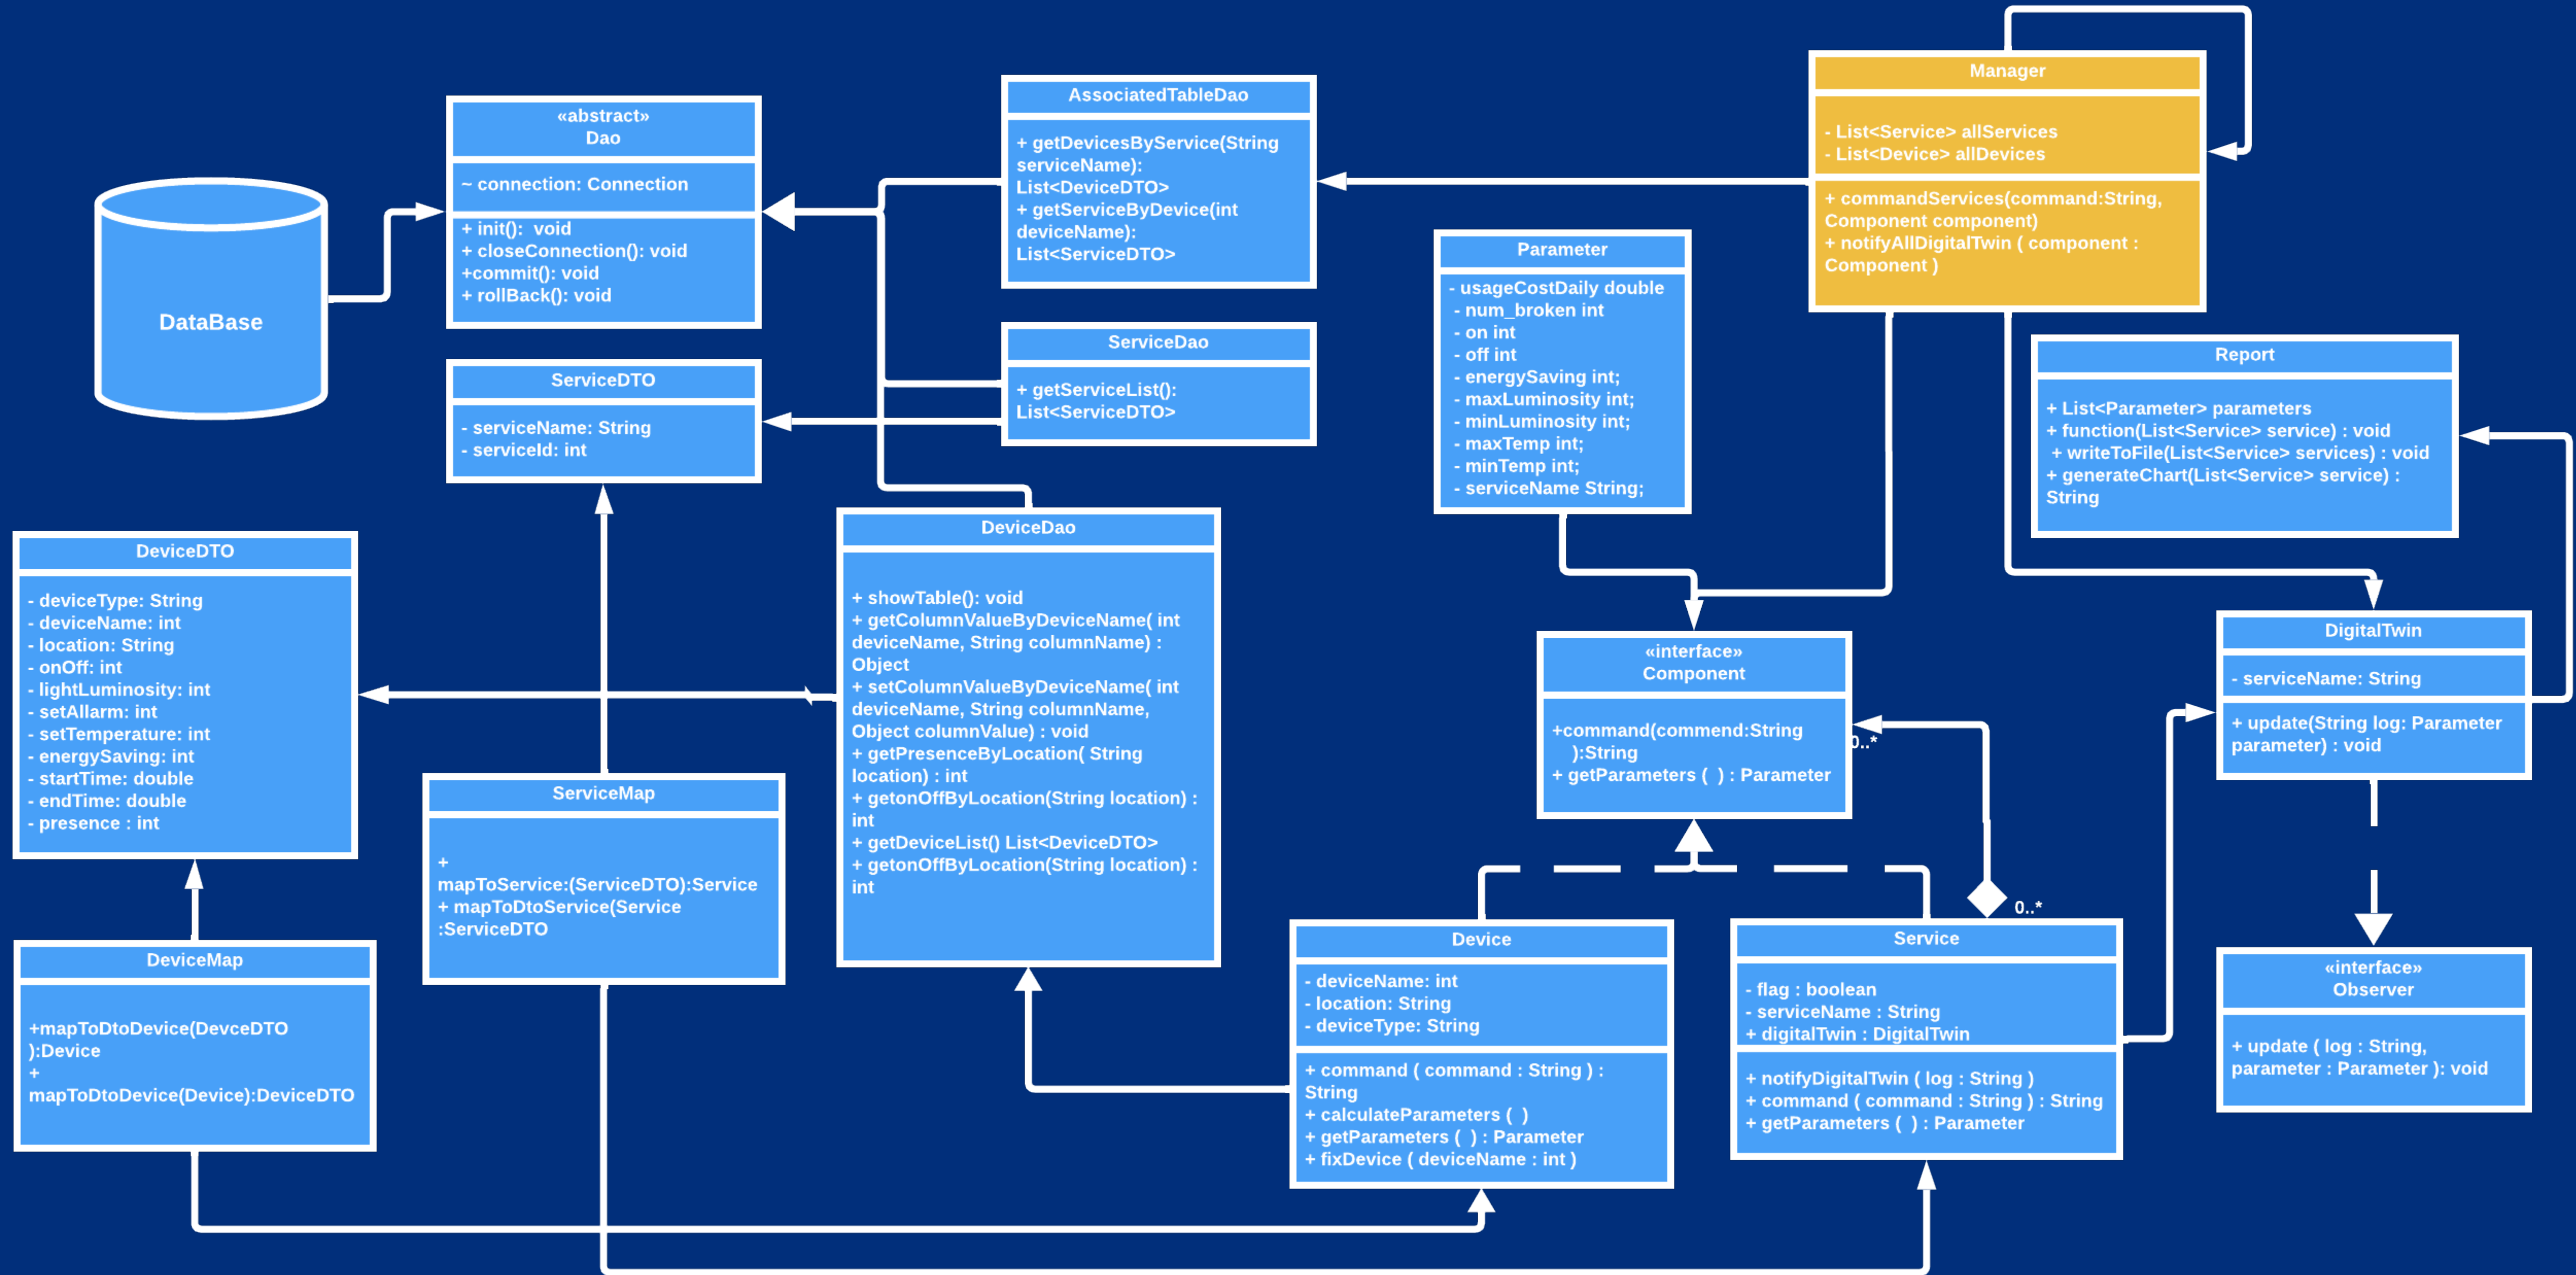 DataBase
«abstract»
Dao
~ connection: Connection
+ init():  void
+ closeConnection(): void
+commit(): void
+ rollBack(): void
AssociatedTableDao
+ getDevicesByService(String
serviceName):
List<DeviceDTO>
+ getServiceByDevice(int
deviceName):
List<ServiceDTO>
Manager
- List<Service> allServices
- List<Device> allDevices
+ commandServices(command:String,
Component component)
+ notifyAllDigitalTwin ( component :
Component )
Parameter
- usageCostDaily double
- num_broken int
- on int
- off int
- energySaving int;
- maxLuminosity int;
- minLuminosity int;
- maxTemp int;
- minTemp int;
- serviceName String;
ServiceDao
+ getServiceList():
List<ServiceDTO>
Report
+ List<Parameter> parameters
+ function(List<Service> service) : void
+ writeToFile(List<Service> services) : void
+ generateChart(List<Service> service) :
String
ServiceDTO
- serviceName: String
- serviceId: int
DeviceDTO
- deviceType: String
- deviceName: int
- location: String
- onOff: int
- lightLuminosity: int
- setAllarm: int
- setTemperature: int
- energySaving: int
- startTime: double
- endTime: double
- presence : int
DeviceDao
+ showTable(): void
+ getColumnValueByDeviceName( int
deviceName, String columnName) :
Object
+ setColumnValueByDeviceName( int
deviceName, String columnName,
Object columnValue) : void
+ getPresenceByLocation( String
location) : int
+ getonOffByLocation(String location) :
int
+ getDeviceList() List<DeviceDTO>
+ getonOffByLocation(String location) :
int
«interface»
Component
+command(commend:String
):String
+ getParameters (  ) : Parameter
0..*
0..*
DigitalTwin
- serviceName: String
+ update(String log: Parameter
parameter) : void
ServiceMap
+
mapToService:(ServiceDTO):Service
+ mapToDtoService(Service
:ServiceDTO
DeviceMap
+mapToDtoDevice(DevceDTO
):Device
+
mapToDtoDevice(Device):DeviceDTO
Device
- deviceName: int
- location: String
- deviceType: String
+ command ( command : String ) :
String
+ calculateParameters (  )
+ getParameters (  ) : Parameter
+ fixDevice ( deviceName : int )
Service
- flag : boolean
- serviceName : String
+ digitalTwin : DigitalTwin
+ notifyDigitalTwin ( log : String )
+ command ( command : String ) : String
+ getParameters (  ) : Parameter
«interface»
Observer
+ update ( log : String,
parameter : Parameter ): void